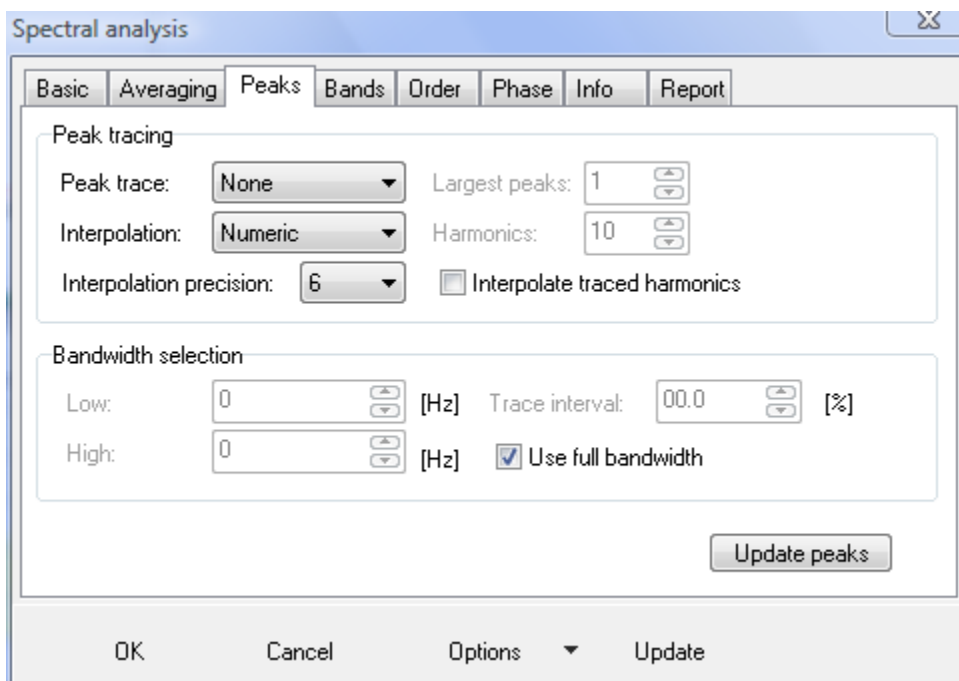 Spectral analysis
Basic Averaging Peaks Bands Order Phase Info Report
Peak tracing
Peak trace: None Largest peaks: 1
Interpolation: Numeric Harmonics: 10
Interpolation precision: 6 Interpolate traced harmonics
Bandwidth selection
Low: 0 [Hz] Trace interval: 00.0 [%]
High: 0 [Hz] Use full bandwidth
Update peaks
OK Cancel Options Update